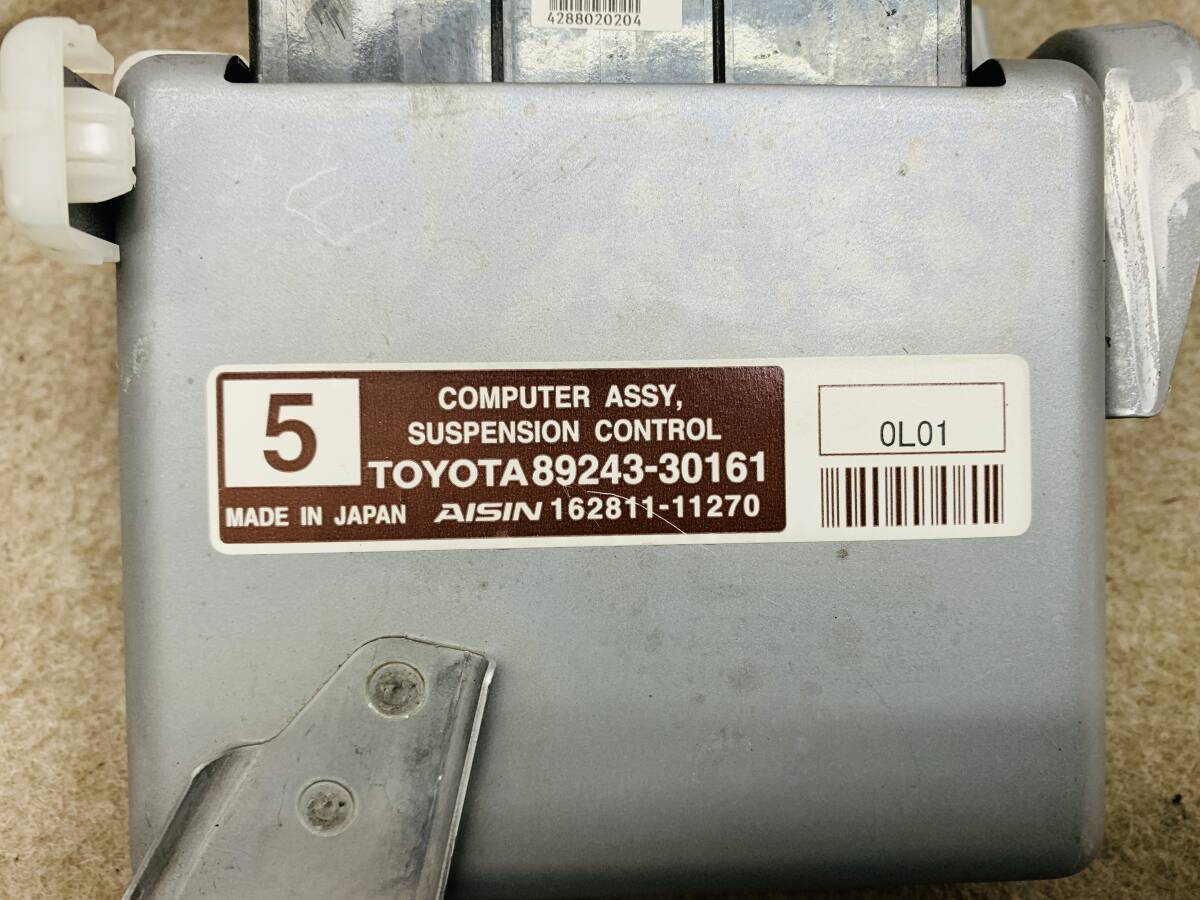 4288020204
5
COMPUTER ASSY,
SUSPENSION CONTROL
TOYOTA 89243-30161
MADE IN JAPAN AISIN 162811-11270
0L01